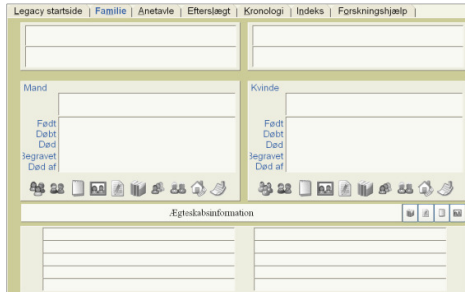 Legacy startside | Familie | Anetavle | Efterslægt | Kronologi | Indeks | Forskningshjælp |
Mand
Født
Døbt
Død
Begravet
Død af
Kvinde
Født
Døbt
Død
Begravet
Død af
Ægteskabsinformation